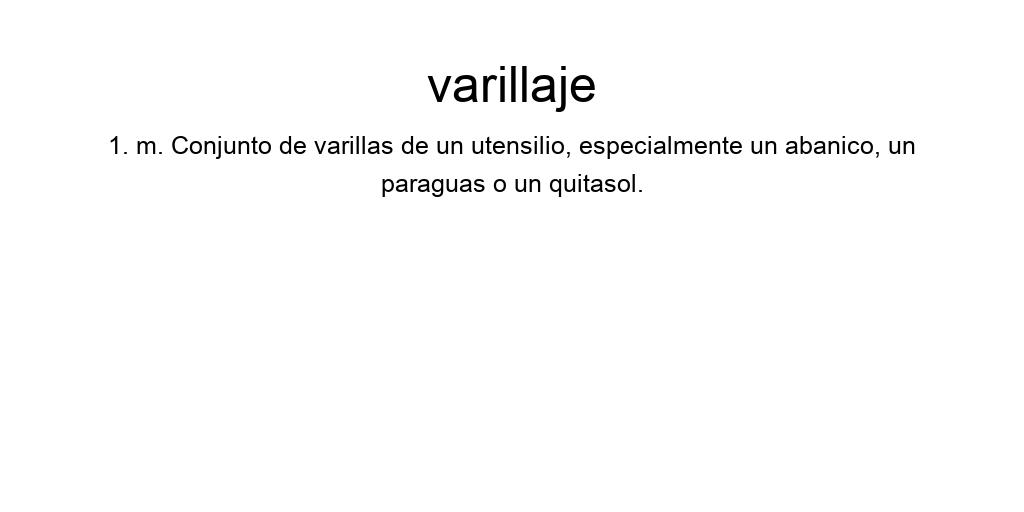 varillaje
1. m. Conjunto de varillas de un utensilio, especialmente un abanico, un
paraguas o un quitasol.